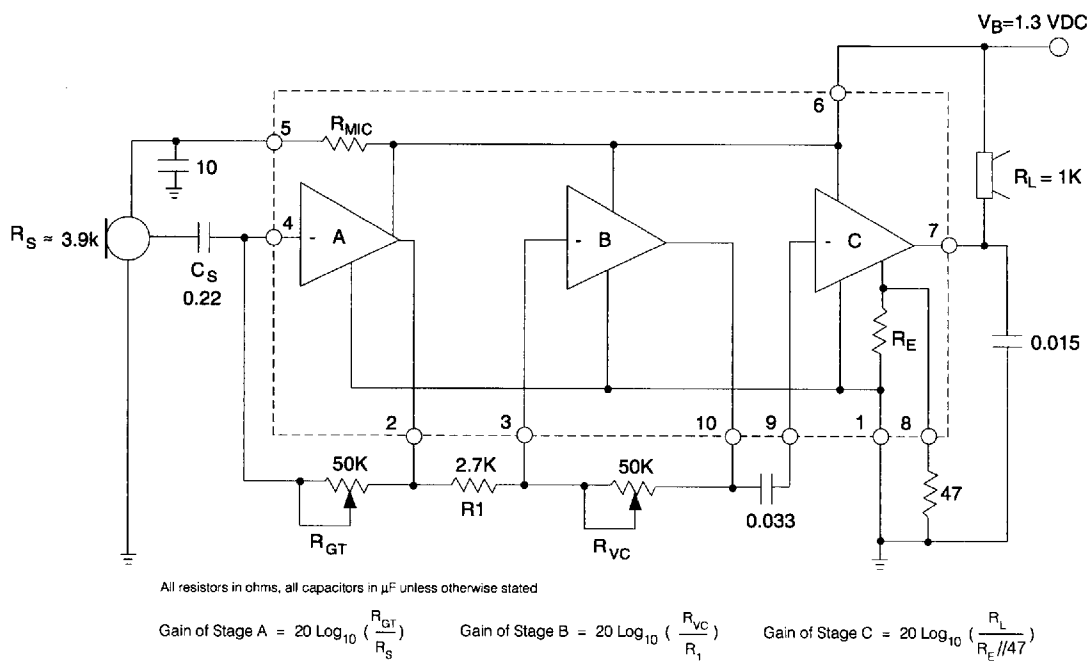 V_B=1.3 VDC
6
5
R_MIC
10
R_L = 1K
4
- A
- B
- C
7
R_S ≈ 3.9k
C_S
0.22
R_E
0.015
2
3
10
9
1
8
50K
2.7K
50K
R1
0.033
47
R_GT
R_VC
All resistors in ohms, all capacitors in µF unless otherwise stated
Gain of Stage A = 20 Log_10 (R_GT/R_S)
Gain of Stage B = 20 Log_10 (R_VC/R_1)
Gain of Stage C = 20 Log_10 (R_L/R_E//47)